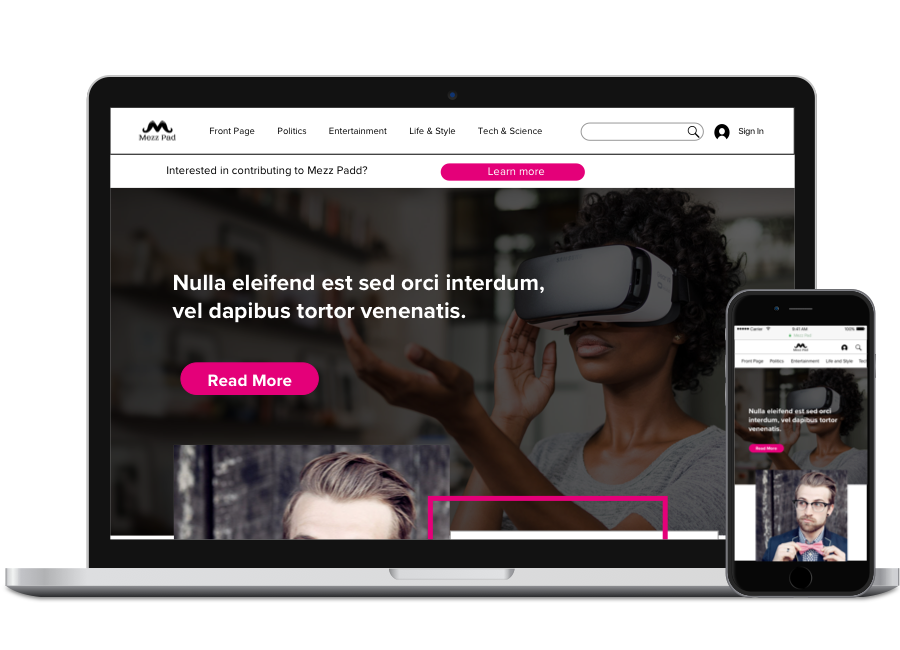 Mezz Pad
Front Page Politics Entertainment Life & Style Tech & Science
Sign In
Interested in contributing to Mezz Padd?
Learn more
Nulla eleifend est sed orci interdum,
vel dapibus tortor venenatis.
Read More
Carrier 9:41 AM 100%
Mezz Pad
Mezz Pad
Front Page Politics Entertainment Life and Style Tec
Nulla eleifend est sed orci
interdum, vel dapibus tortor
venenatis.
Read More